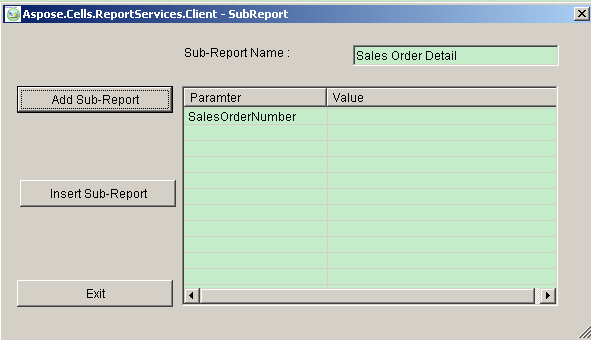 Aspose.Cells.ReportServices.Client - SubReport
Sub-Report Name :
Sales Order Detail
Add Sub-Report
Paramter
Value
SalesOrderNumber
Insert Sub-Report
Exit